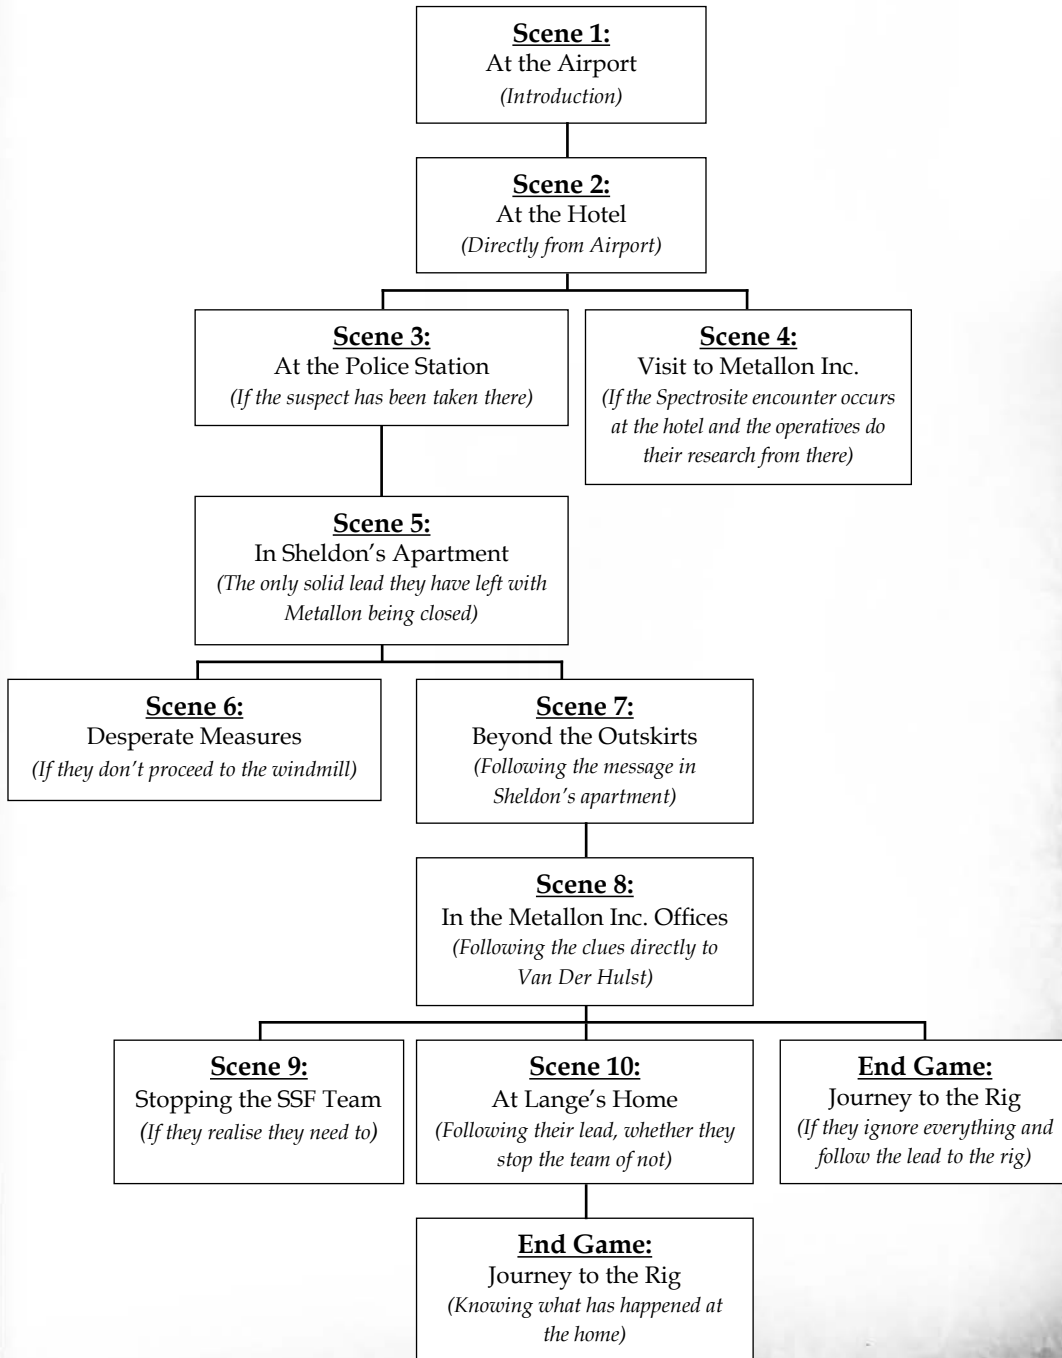 Scene 1:
At the Airport
(Introduction)
Scene 2:
At the Hotel
(Directly from Airport)
Scene 3:
At the Police Station
(If the suspect has been taken there)
Scene 4:
Visit to Metallon Inc.
(If the Spectrosite encounter occurs
at the hotel and the operatives do
their research from there)
Scene 5:
In Sheldon's Apartment
(The only solid lead they have left with
Metallon being closed)
Scene 6:
Desperate Measures
(If they don't proceed to the windmill)
Scene 7:
Beyond the Outskirts
(Following the message in
Sheldon's apartment)
Scene 8:
In the Metallon Inc. Offices
(Following the clues directly to
Van Der Hulst)
Scene 9:
Stopping the SSF Team
(If they realise they need to)
Scene 10:
At Lange's Home
(Following their lead, whether they
stop the team of not)
End Game:
Journey to the Rig
(If they ignore everything and
follow the lead to the rig)
End Game:
Journey to the Rig
(Knowing what has happened at
the home)